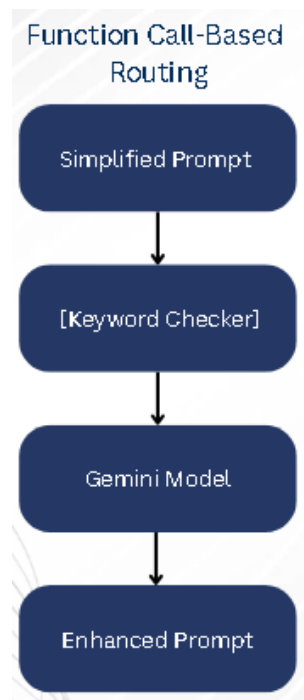 Function Call-Based
Routing
Simplified Prompt
[Keyword Checker]
Gemini Model
Enhanced Prompt